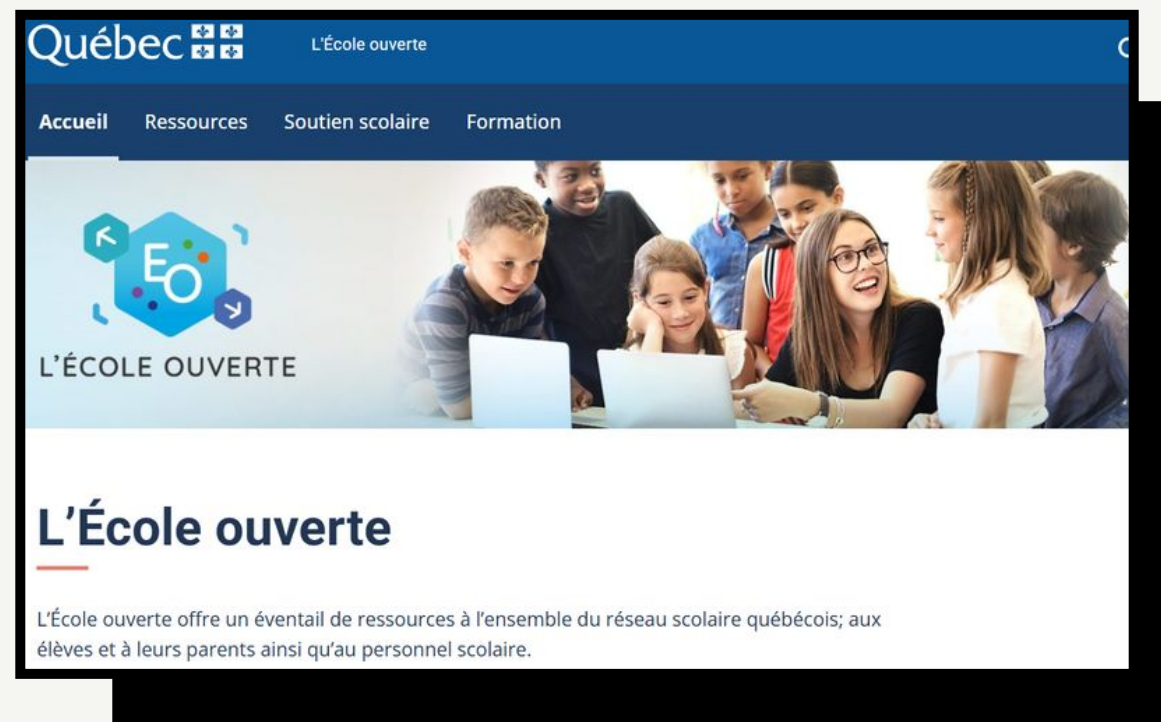 Québec
L'École ouverte
Accueil Ressources Soutien scolaire Formation
EO
L'ÉCOLE OUVERTE
L'École ouverte
L'École ouverte offre un éventail de ressources à l'ensemble du réseau scolaire québécois; aux
élèves et à leurs parents ainsi qu'au personnel scolaire.